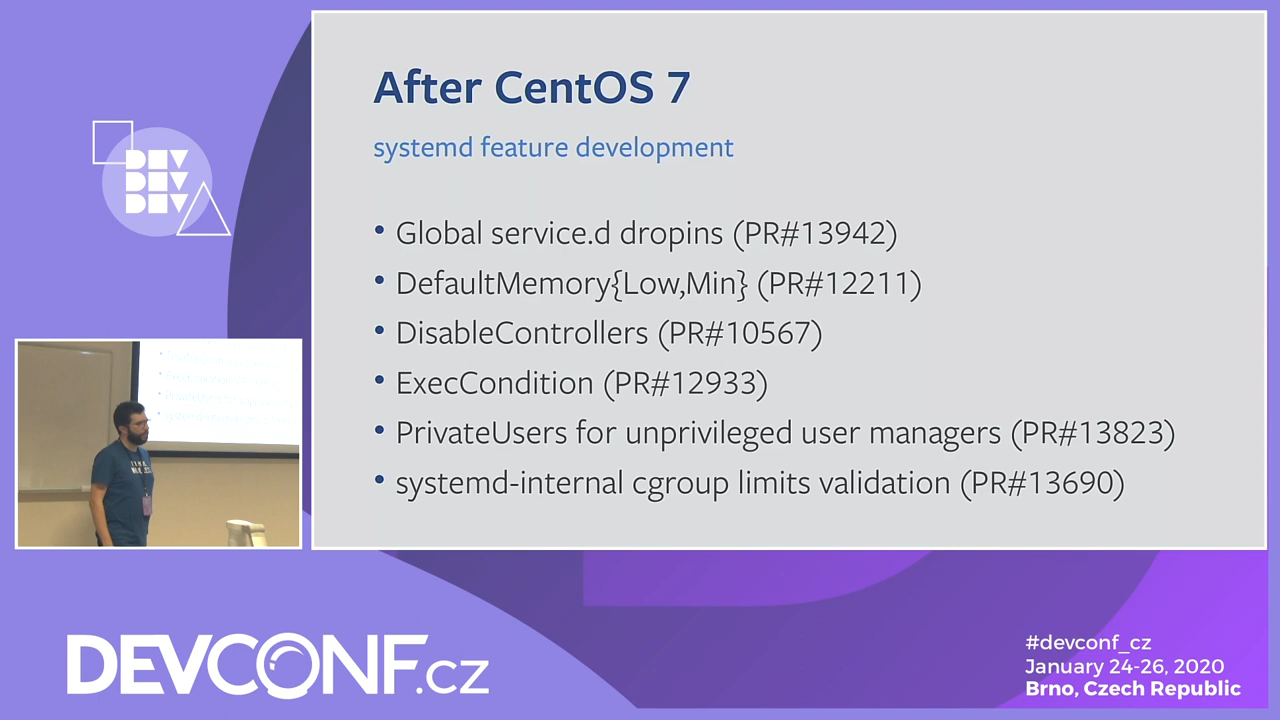 After CentOS 7
systemd feature development
• Global service.d dropins (PR#13942)
• DefaultMemory{Low,Min} (PR#12211)
• DisableControllers (PR#10567)
• ExecCondition (PR#12933)
• PrivateUsers for unprivileged user managers (PR#13823)
• systemd-internal cgroup limits validation (PR#13690)
DEV
DEV
DEV
DEVCONF.cz
#devconf_cz
January 24-26, 2020
Brno, Czech Republic